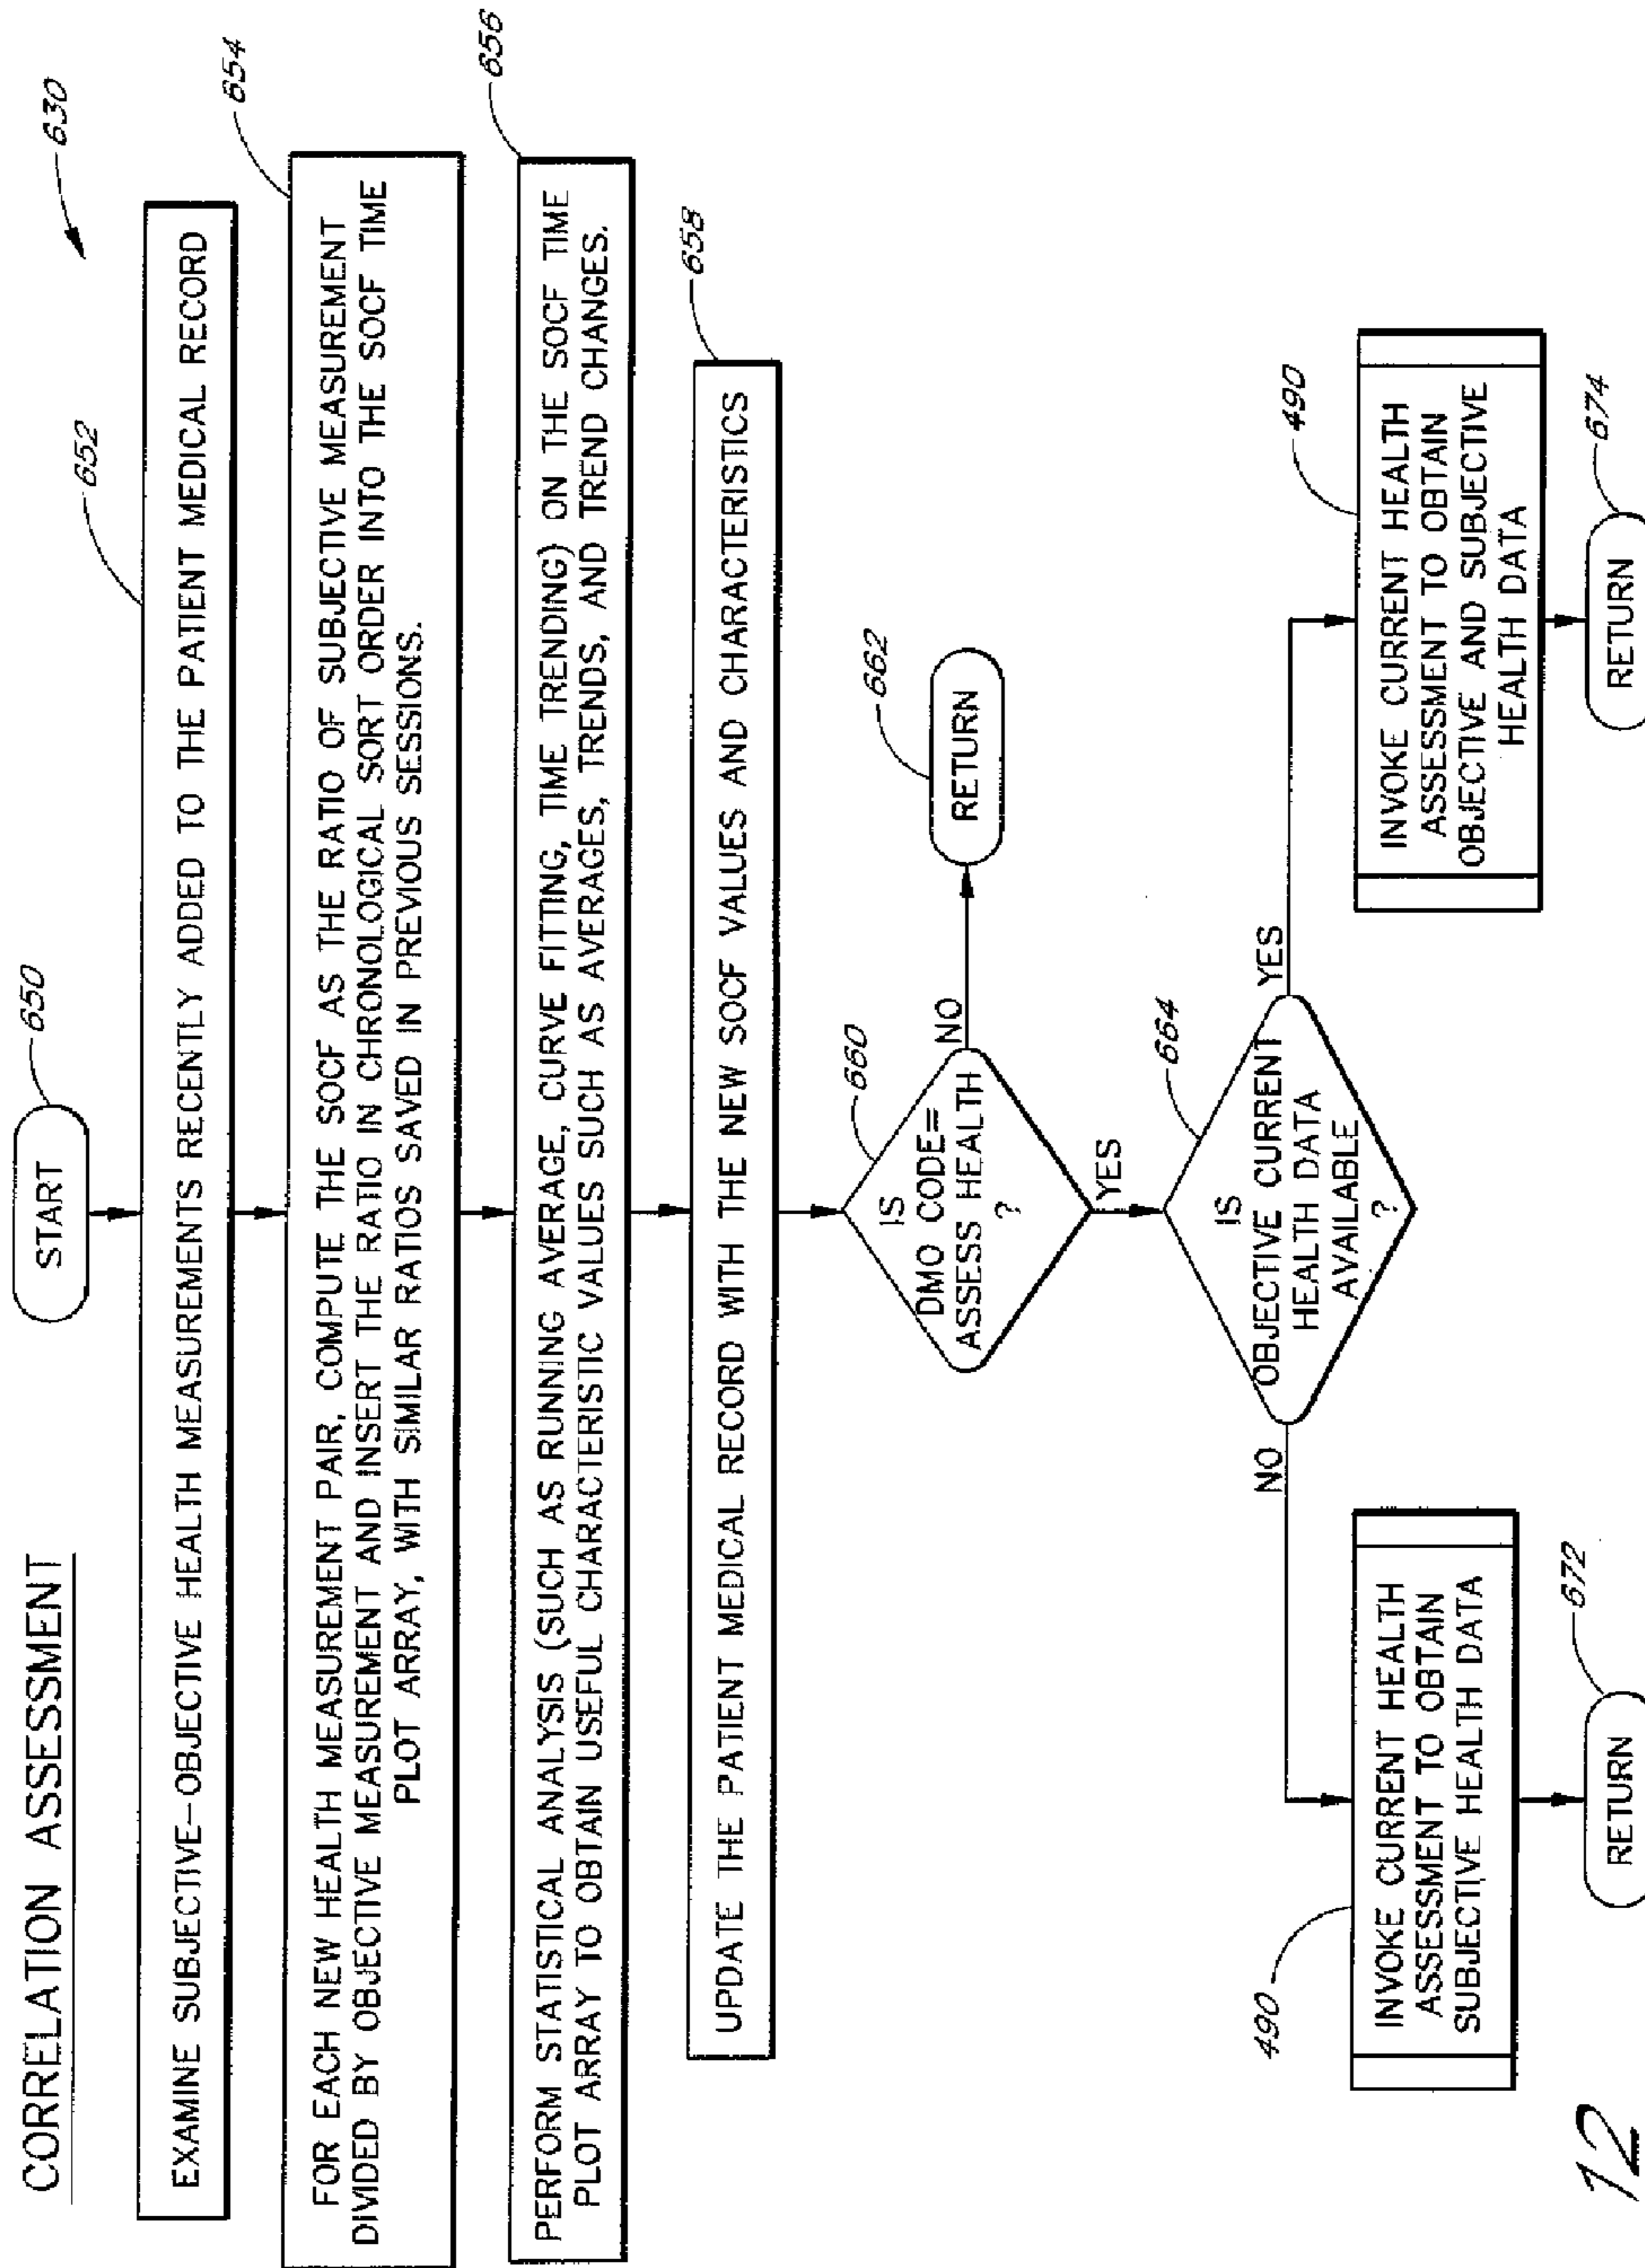 CORRELATION ASSESSMENT
630
START
650
652
EXAMINE SUBJECTIVE-OBJECTIVE HEALTH MEASUREMENTS RECENTLY ADDED TO THE PATIENT MEDICAL RECORD
654
FOR EACH NEW HEALTH MEASUREMENT PAIR, COMPUTE THE SOCF AS THE RATIO OF SUBJECTIVE MEASUREMENT
DIVIDED BY OBJECTIVE MEASUREMENT AND INSERT THE RATIO IN CHRONOLOGICAL SORT ORDER INTO THE SOCF TIME
PLOT ARRAY, WITH SIMILAR RATIOS SAVED IN PREVIOUS SESSIONS.
656
PERFORM STATISTICAL ANALYSIS (SUCH AS RUNNING AVERAGE, CURVE FITTING, TIME TRENDING) ON THE SOCF TIME
PLOT ARRAY TO OBTAIN USEFUL CHARACTERISTIC VALUES SUCH AS AVERAGES, TRENDS, AND TREND CHANGES.
658
UPDATE THE PATIENT MEDICAL RECORD WITH THE NEW SOCF VALUES AND CHARACTERISTICS
660
IS
DMO CODE=
ASSESS HEALTH
?
NO
662
RETURN
YES
664
IS
OBJECTIVE CURRENT
HEALTH DATA
AVAILABLE
?
NO
YES
490
INVOKE CURRENT HEALTH
ASSESSMENT TO OBTAIN
SUBJECTIVE HEALTH DATA
672
RETURN
490
INVOKE CURRENT HEALTH
ASSESSMENT TO OBTAIN
OBJECTIVE AND SUBJECTIVE
HEALTH DATA
674
RETURN
12